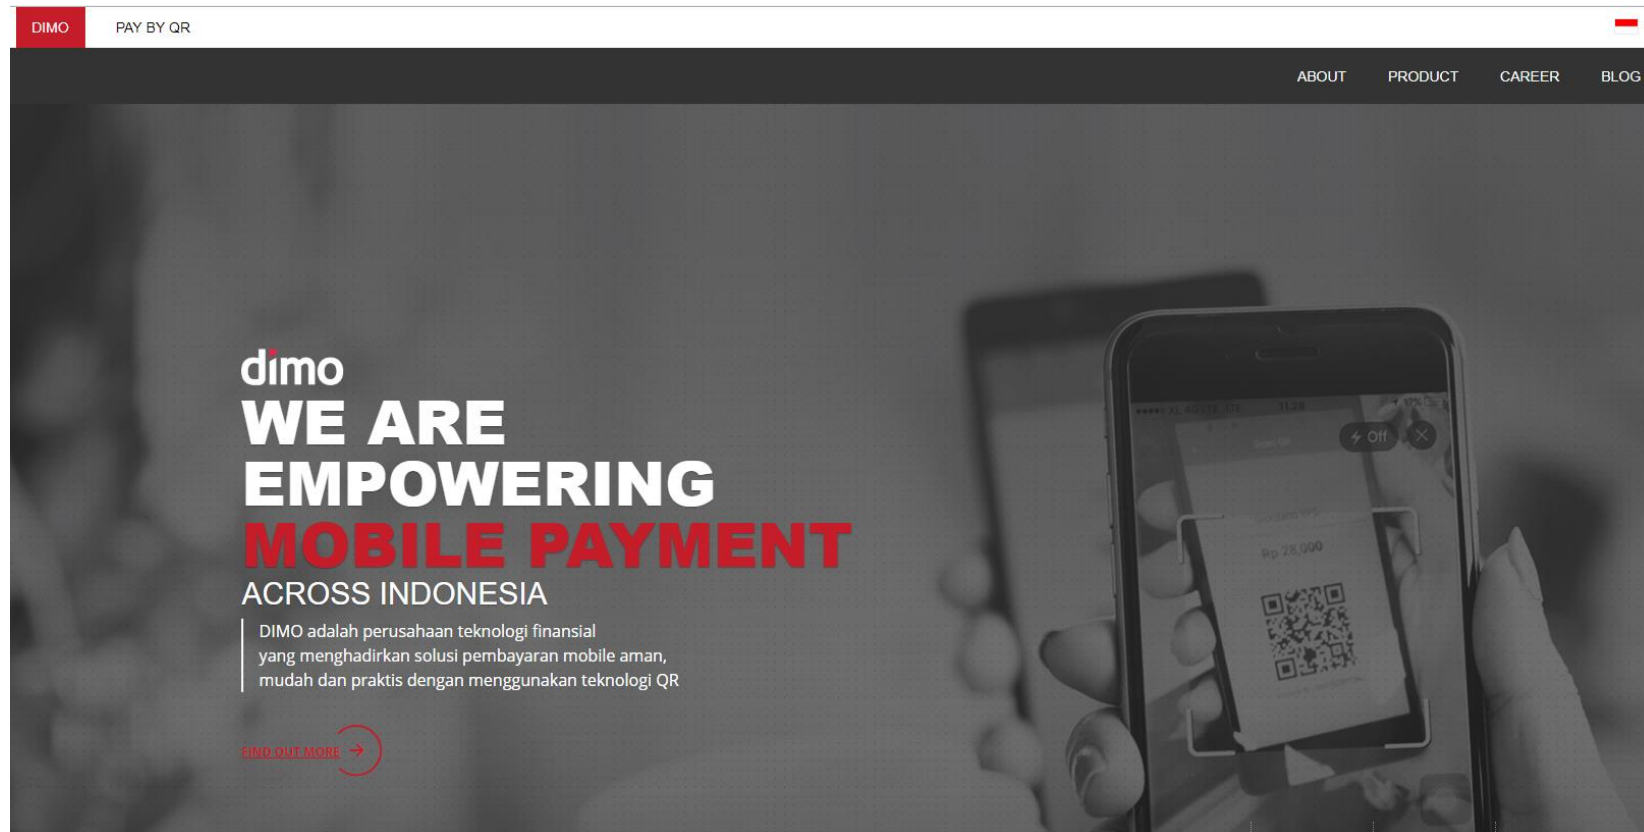 DIMO
PAY BY QR
ABOUT
PRODUCT
CAREER
BLOG
dimo
WE ARE
EMPOWERING
MOBILE PAYMENT
ACROSS INDONESIA
DIMO adalah perusahaan teknologi finansial
yang menghadirkan solusi pembayaran mobile aman,
mudah dan praktis dengan menggunakan teknologi QR
FIND OUT MORE
11:28
Off
Rp 28,000